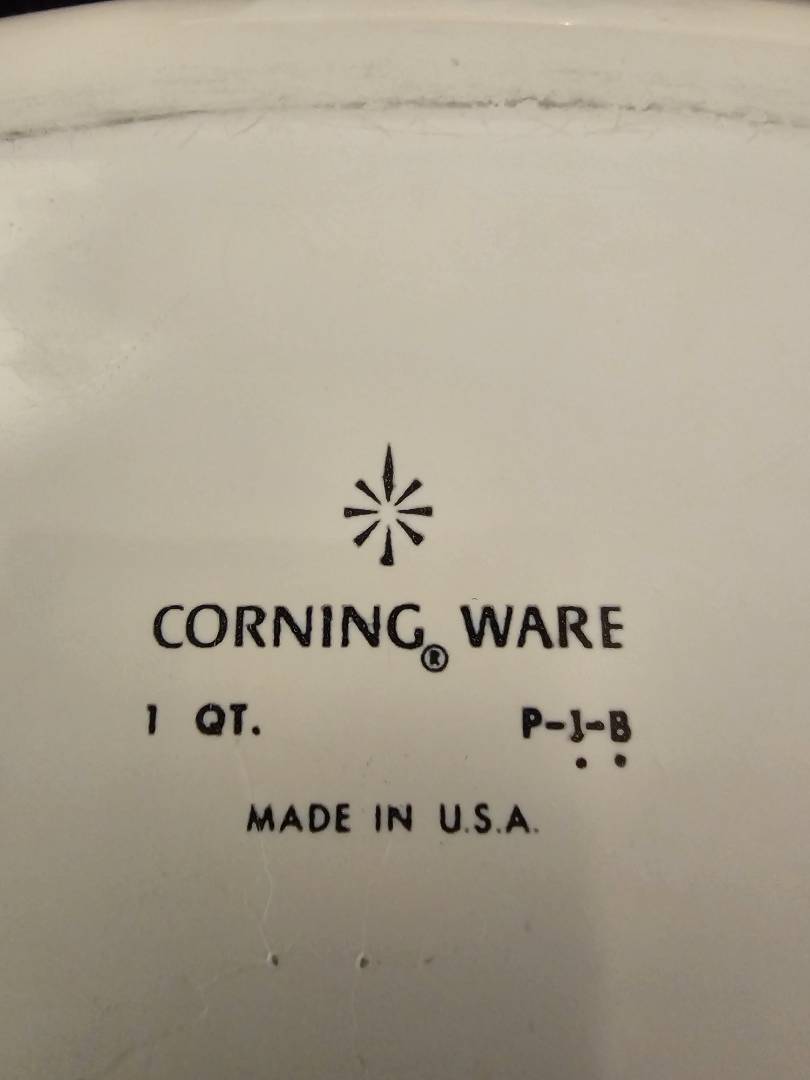 CORNING® WARE
1 QT. P-1-B
MADE IN U.S.A.